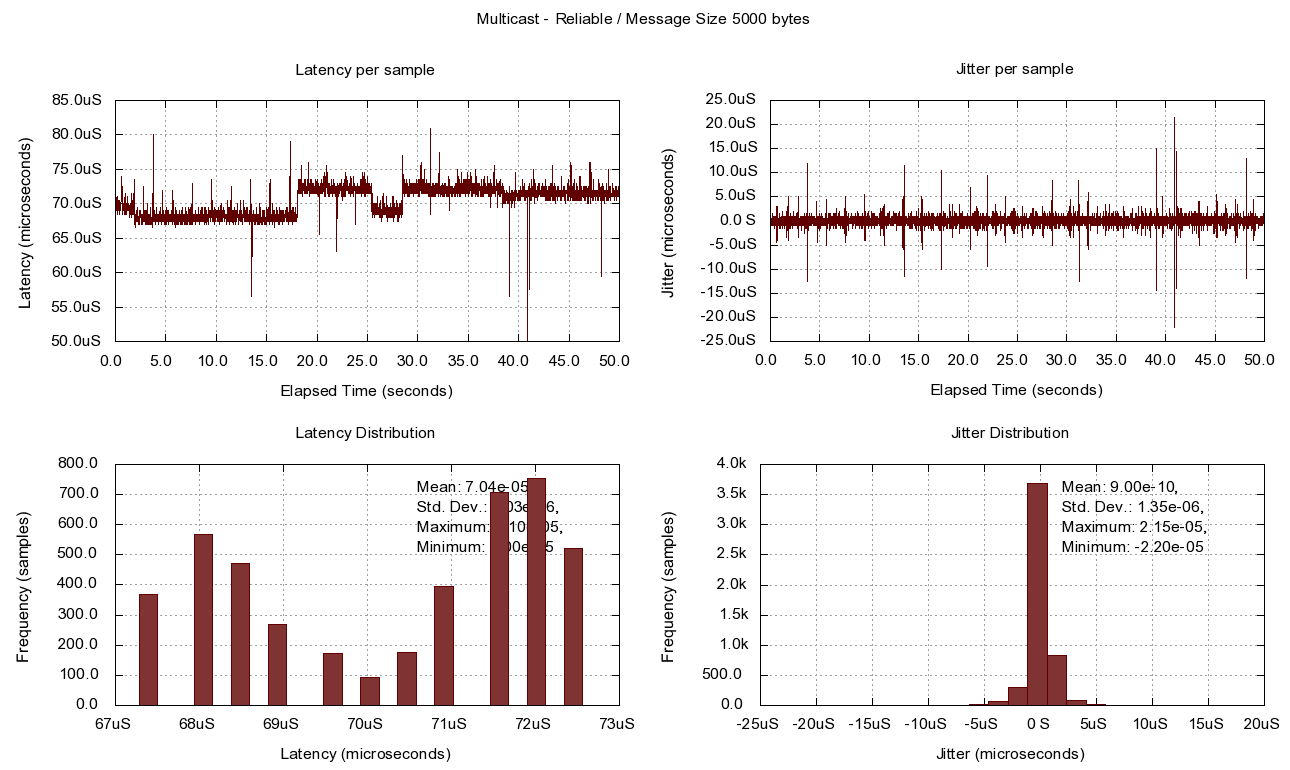 Multicast - Reliable / Message Size 5000 bytes
Latency per sample
85.0uS
80.0uS
75.0uS
70.0uS
65.0uS
60.0uS
55.0uS
50.0uS
Latency (microseconds)
0.0 5.0 10.0 15.0 20.0 25.0 30.0 35.0 40.0 45.0 50.0
Elapsed Time (seconds)
Jitter per sample
25.0uS
20.0uS
15.0uS
10.0uS
5.0uS
0.0 S
-5.0uS
-10.0uS
-15.0uS
-20.0uS
-25.0uS
Jitter (microseconds)
0.0 5.0 10.0 15.0 20.0 25.0 30.0 35.0 40.0 45.0 50.0
Elapsed Time (seconds)
Latency Distribution
800.0
700.0
600.0
500.0
400.0
300.0
200.0
100.0
0.0
Frequency (samples)
Mean: 7.04e-05
Std. Dev.:
Maximum:
Minimum:
67uS 68uS 69uS 70uS 71uS 72uS 73uS
Latency (microseconds)
Jitter Distribution
4.0k
3.5k
3.0k
2.5k
2.0k
1.5k
1.0k
500.0
0.0
Frequency (samples)
Mean: 9.00e-10,
Std. Dev.: 1.35e-06,
Maximum: 2.15e-05,
Minimum: -2.20e-05
-25uS -20uS -15uS -10uS -5uS 0 S 5uS 10uS 15uS 20uS
Jitter (microseconds)